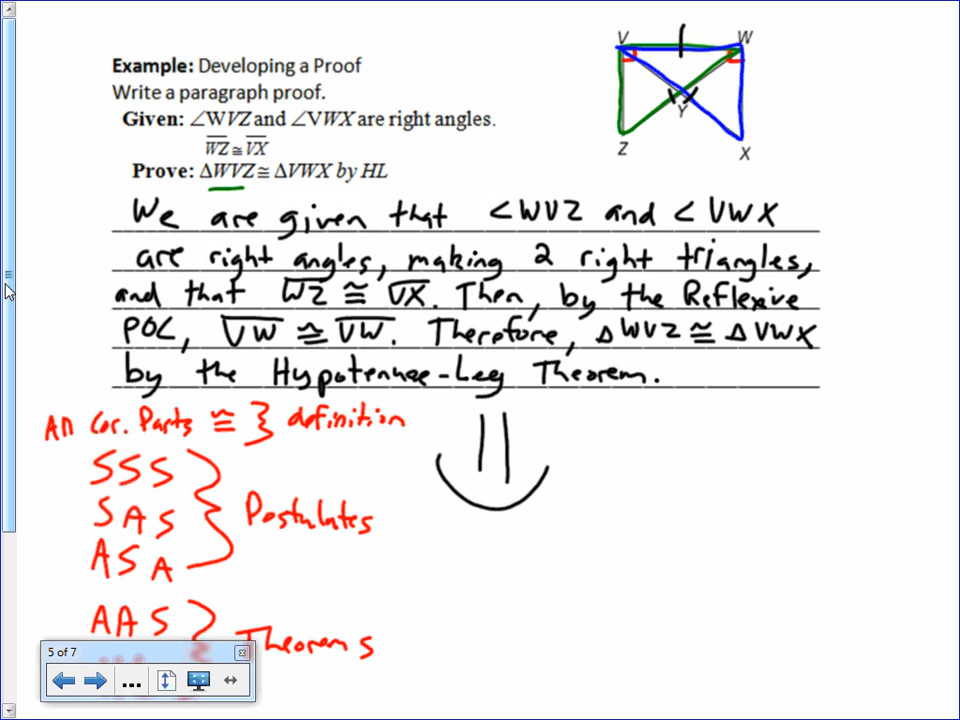 Example: Developing a Proof
Write a paragraph proof.
Given: ∠WVZ and ∠VWX are right angles.
WZ ≅ VX
Prove: ΔWVZ ≅ ΔVWX by HL
V W
Y
Z X
We are given that <WVZ and <VWX
are right angles, making 2 right triangles,
and that WZ ≅ VX. Then, by the Reflexive
POC, VW ≅ VW. Therefore, ΔWVZ ≅ ΔVWX
by the Hypotenuse-Leg Theorem.
All Cor. Parts ≅ } definition
SSS
SAS } Postulates
ASA
AAS } Theorems
5 of 7